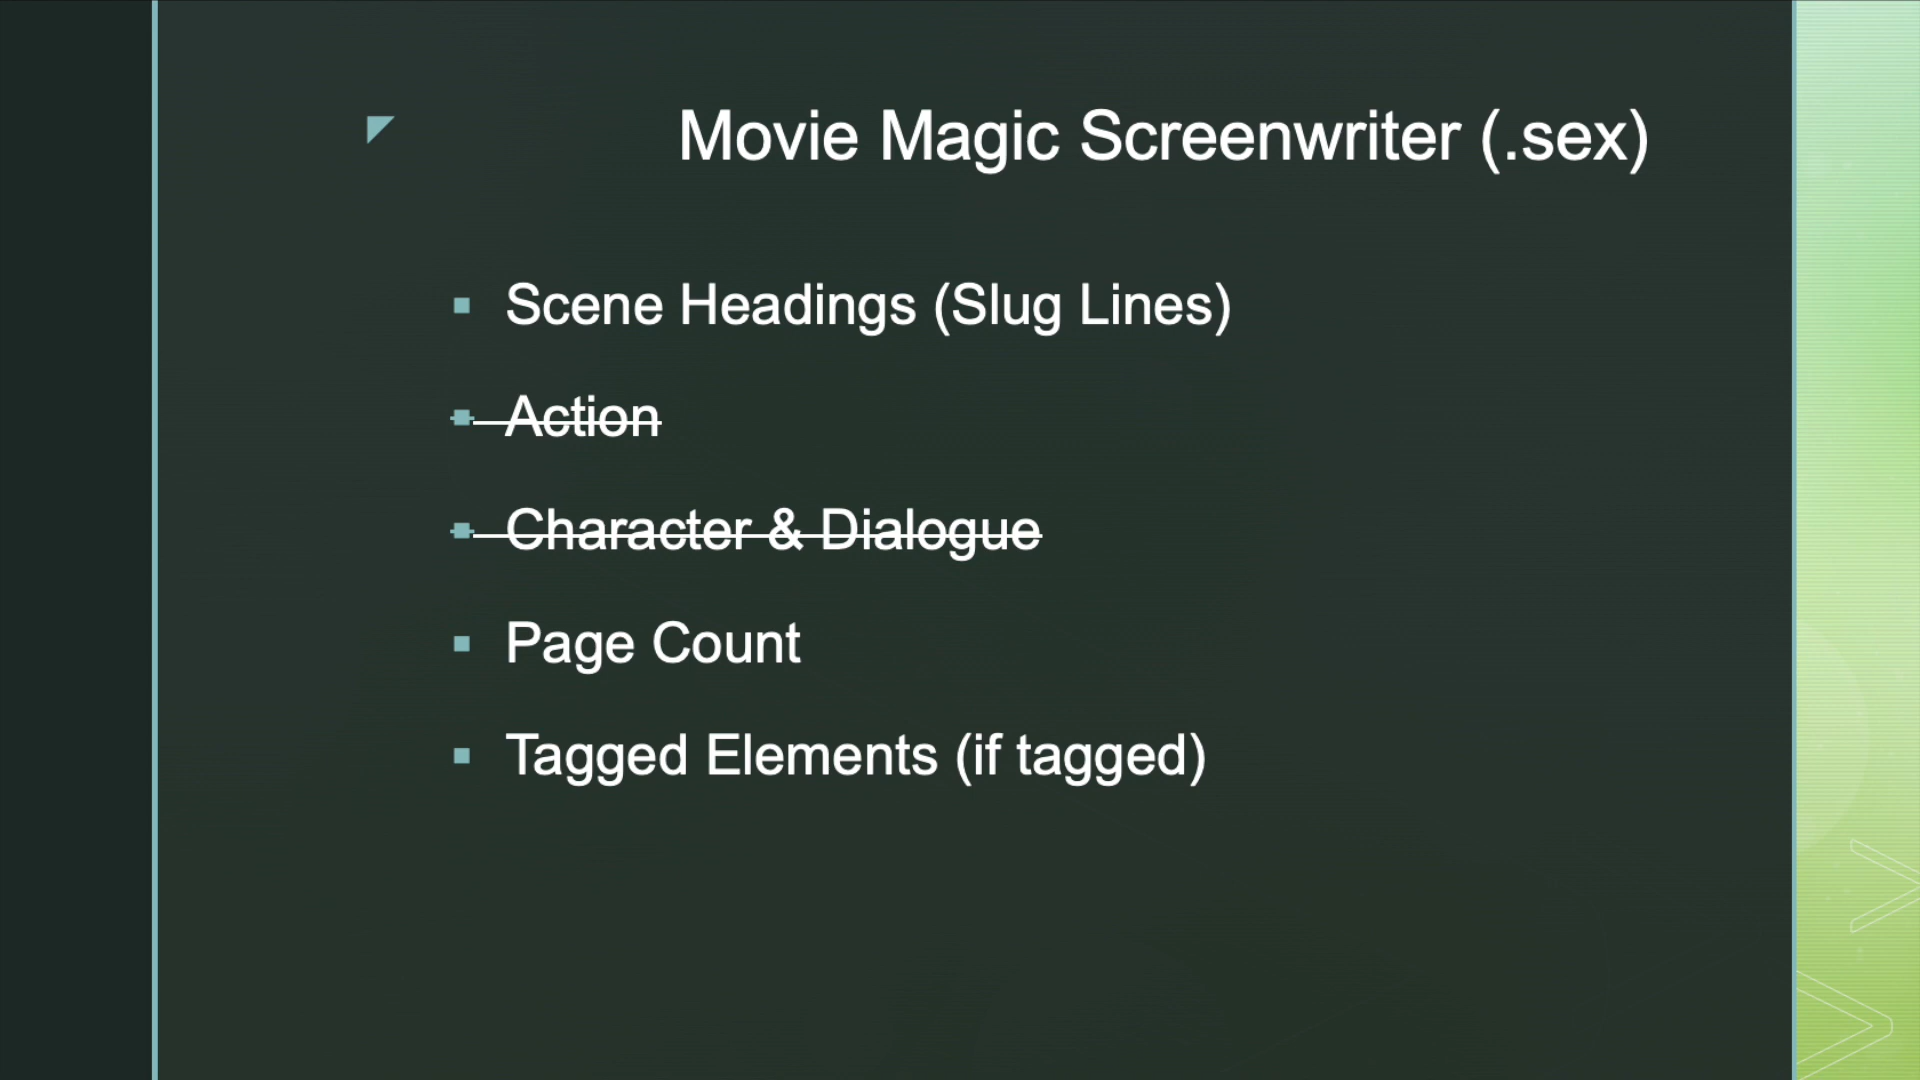 Movie Magic Screenwriter (.sex)
Scene Headings (Slug Lines)
Action
Character & Dialogue
Page Count
Tagged Elements (if tagged)